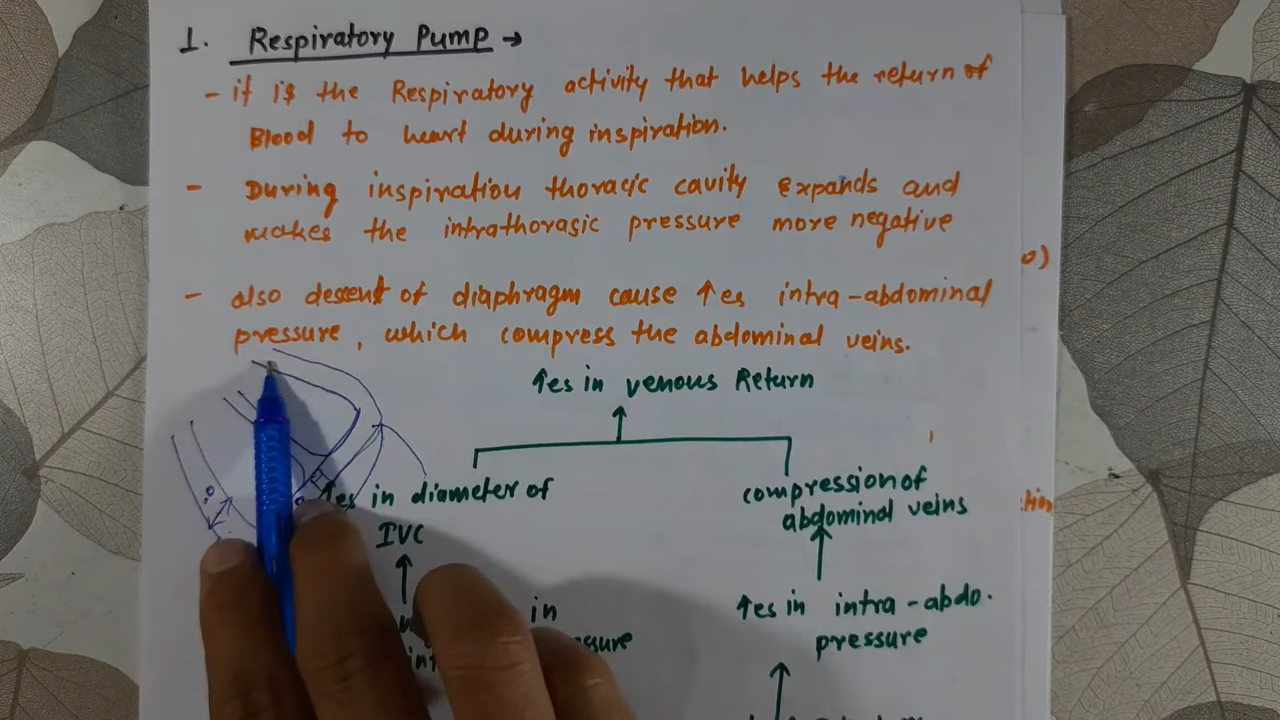 1. Respiratory Pump →
- it is the Respiratory activity that helps the return of
Blood to heart during inspiration.
- During inspiration thoracic cavity expands and
makes the intrathorasic pressure more negative
- also descent of diaphragm cause ↑es intra-abdominal
pressure, which compress the abdominal veins.
↑es in venous Return
↑es in diameter of
IVC
compression of
abdominal veins
in
↑es in intra-abdo.
pressure